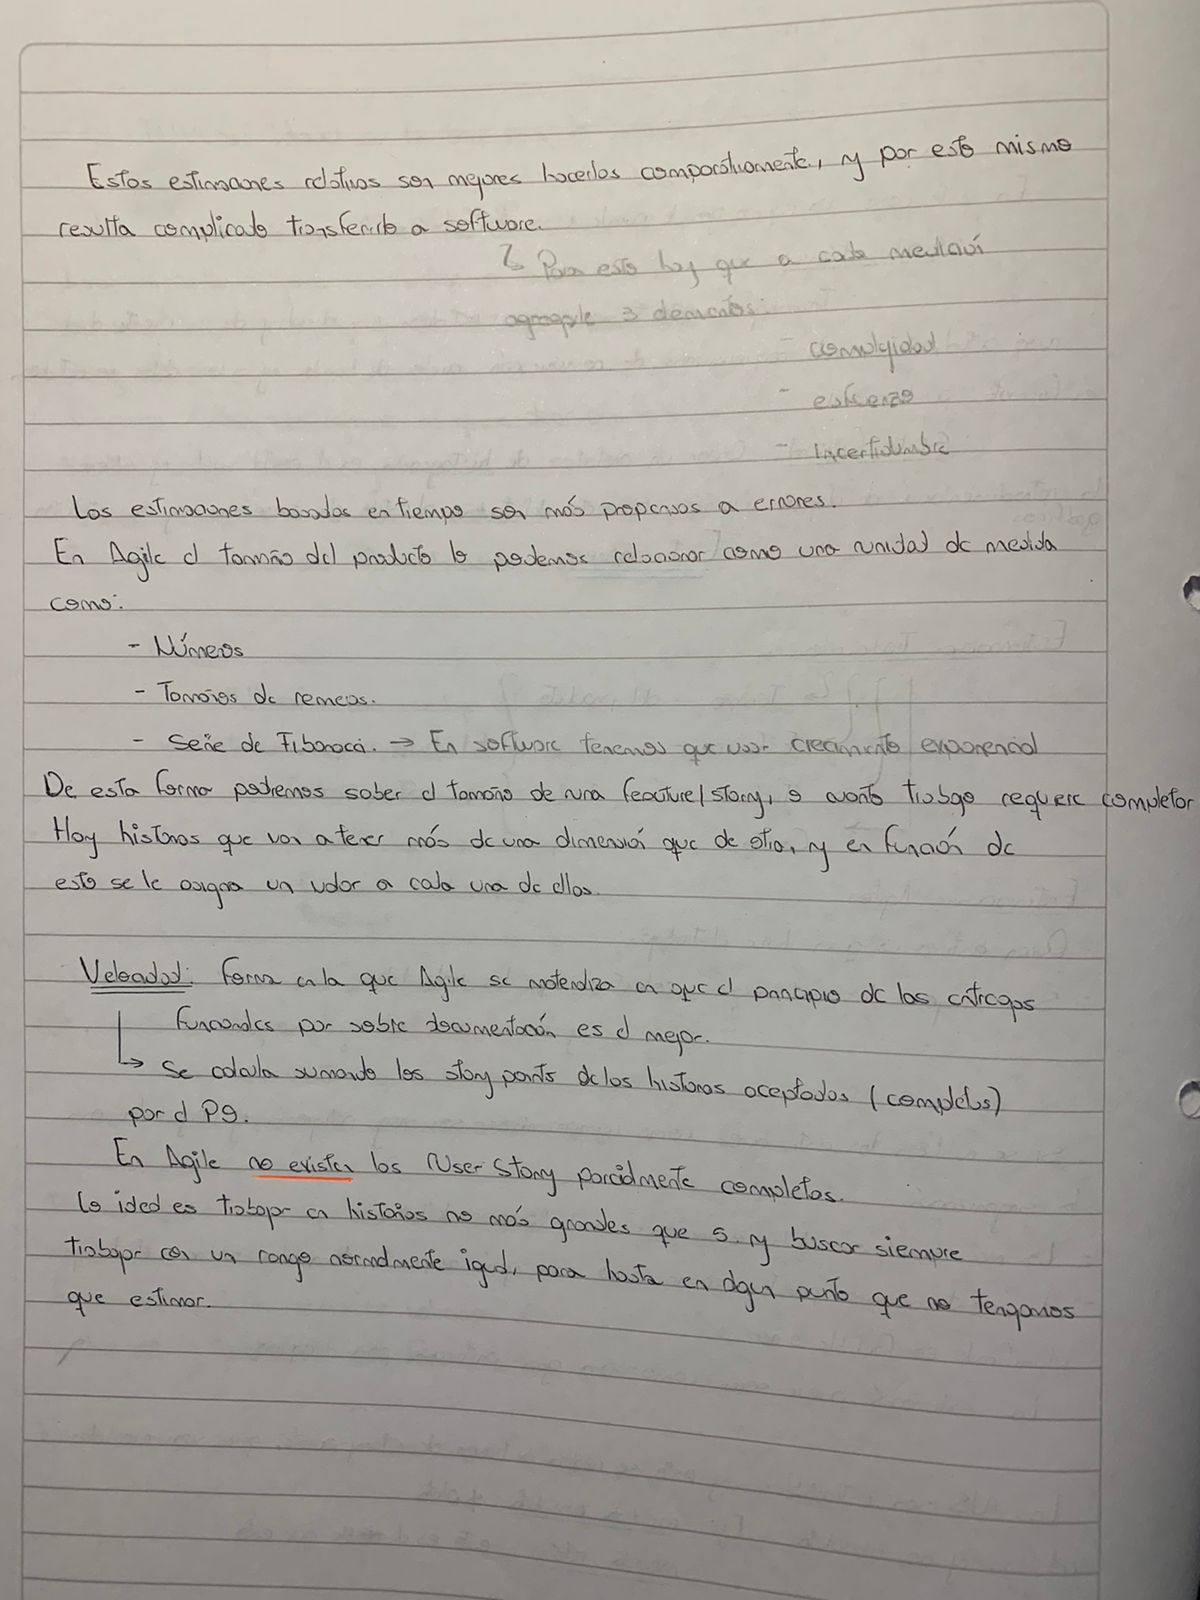 Estas estimaciones relativas son mejores hacerlas comparativamente, y por esto mismo
resulta complicado transferirlo a software.
↳ Para esto hay que a cada medición
agregarle 3 elementos:
- complejidad
- esfuerzo
- incertidumbre
Las estimaciones basadas en tiempo son más propensas a errores.
En Agile el tamaño del producto lo podemos relacionar como una unidad de medida
como:
- Números
- Tamaños de remeras.
- Serie de Fibonacci. → En software tenemos que usar crecimiento exponencial
De esta forma podremos saber el tamaño de una feature/story, o cuanto trabajo requiere completar
Hay historias que van a tener más de una dimensión que de otra, y en función de
esto se le asigna un valor a cada una de ellas.
Velocidad: Forma en la que Agile se materializa en que el principio de las entregas
funcionales por sobre documentación es el mejor.
↳ Se calcula sumando los story points de las historias aceptadas (completas)
por el PO.
En Agile no existen las User Story parcialmente completas.
La idea es trabajar en historias no más grandes que 5. y buscar siempre
trabajar con un rango normalmente igual, para hasta en algun punto que no tengamos
que estimar.